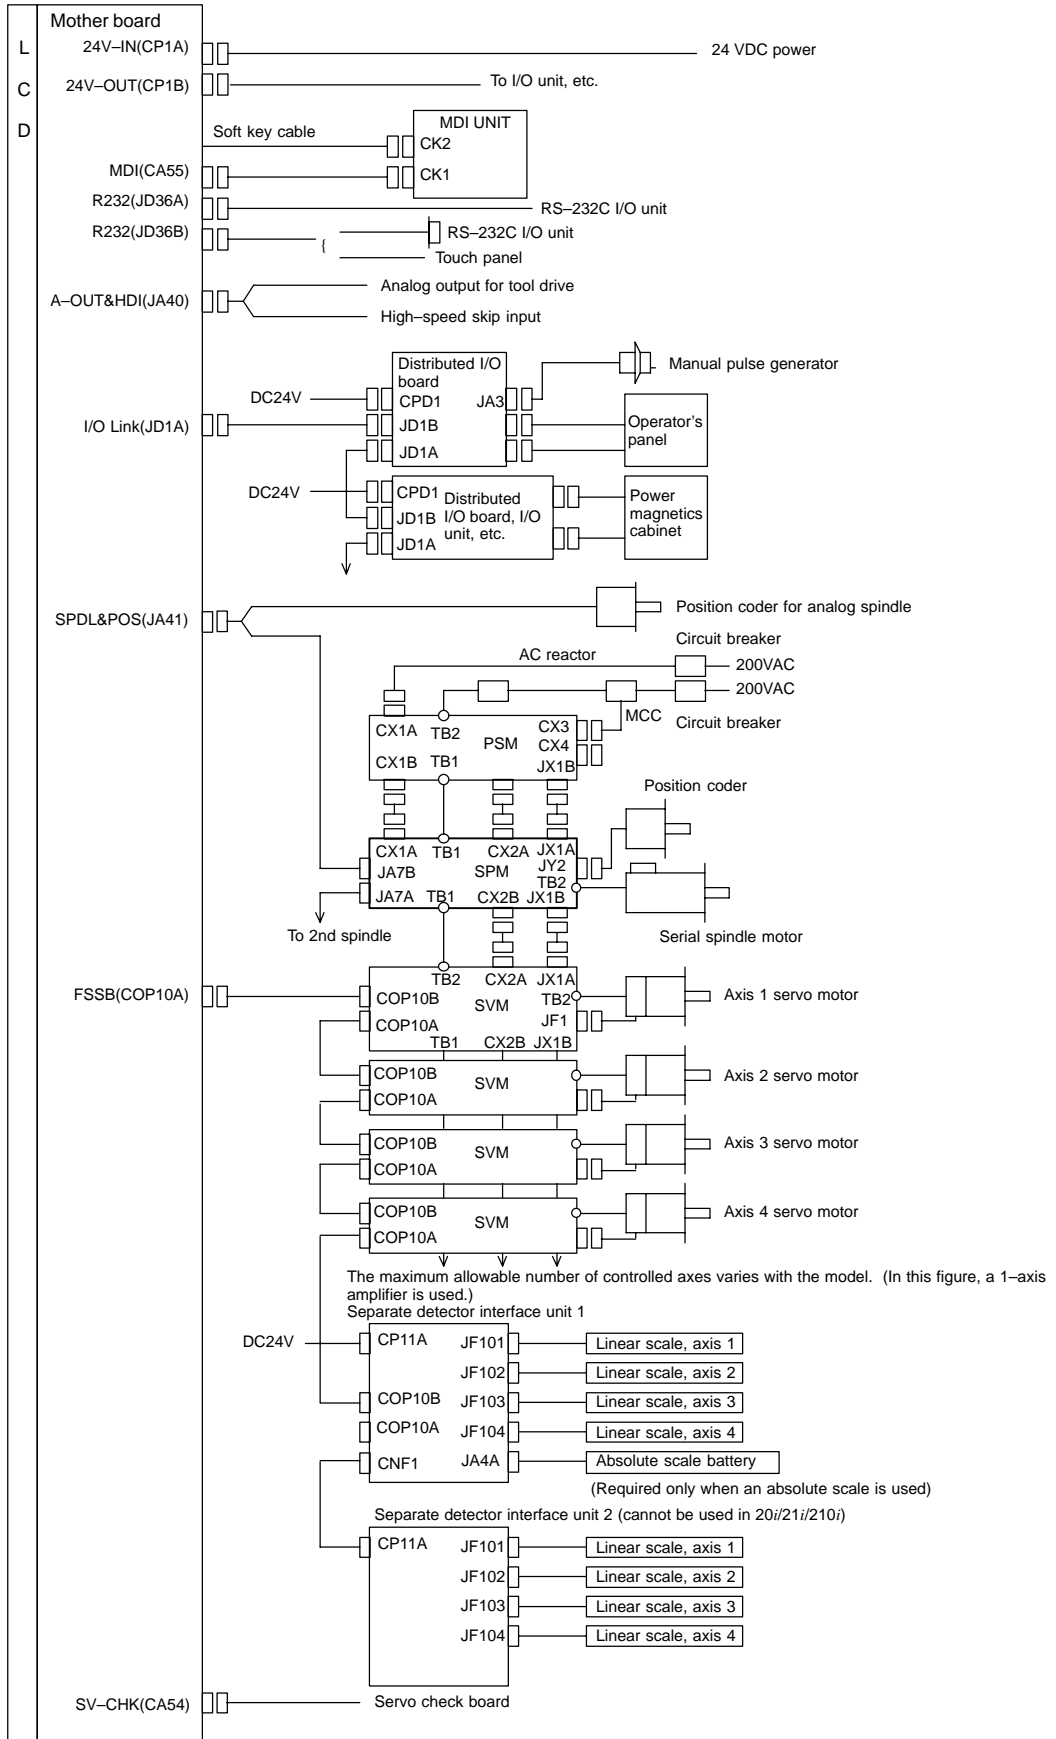 Mother board
L
C
D
24V–IN(CP1A)
24 VDC power
24V–OUT(CP1B)
To I/O unit, etc.
Soft key cable
MDI UNIT
CK2
MDI(CA55)
CK1
R232(JD36A)
RS–232C I/O unit
R232(JD36B)
{
RS–232C I/O unit
Touch panel
A–OUT&HDI(JA40)
Analog output for tool drive
High–speed skip input
Distributed I/O
board
Manual pulse generator
DC24V
CPD1
JA3
I/O Link(JD1A)
JD1B
JD1A
Operator's
panel
DC24V
CPD1
JD1B
JD1A
Distributed
I/O board, I/O
unit, etc.
Power
magnetics
cabinet
SPDL&POS(JA41)
Position coder for analog spindle
Circuit breaker
AC reactor
200VAC
200VAC
MCC
Circuit breaker
CX1A
TB2
PSM
CX3
CX4
CX1B
TB1
JX1B
Position coder
CX1A
TB1
CX2A
JX1A
JA7B
SPM
JY2
TB2
JA7A
TB1
CX2B
JX1B
To 2nd spindle
Serial spindle motor
FSSB(COP10A)
TB2
CX2A
JX1A
COP10B
SVM
TB2
Axis 1 servo motor
COP10A
JF1
TB1
CX2B
JX1B
COP10B
SVM
Axis 2 servo motor
COP10A
COP10B
SVM
Axis 3 servo motor
COP10A
COP10B
SVM
Axis 4 servo motor
COP10A
The maximum allowable number of controlled axes varies with the model. (In this figure, a 1–axis
amplifier is used.)
Separate detector interface unit 1
DC24V
CP11A
JF101
Linear scale, axis 1
JF102
Linear scale, axis 2
COP10B
JF103
Linear scale, axis 3
COP10A
JF104
Linear scale, axis 4
CNF1
JA4A
Absolute scale battery
(Required only when an absolute scale is used)
Separate detector interface unit 2 (cannot be used in 20i/21i/210i)
CP11A
JF101
Linear scale, axis 1
JF102
Linear scale, axis 2
JF103
Linear scale, axis 3
JF104
Linear scale, axis 4
SV–CHK(CA54)
Servo check board